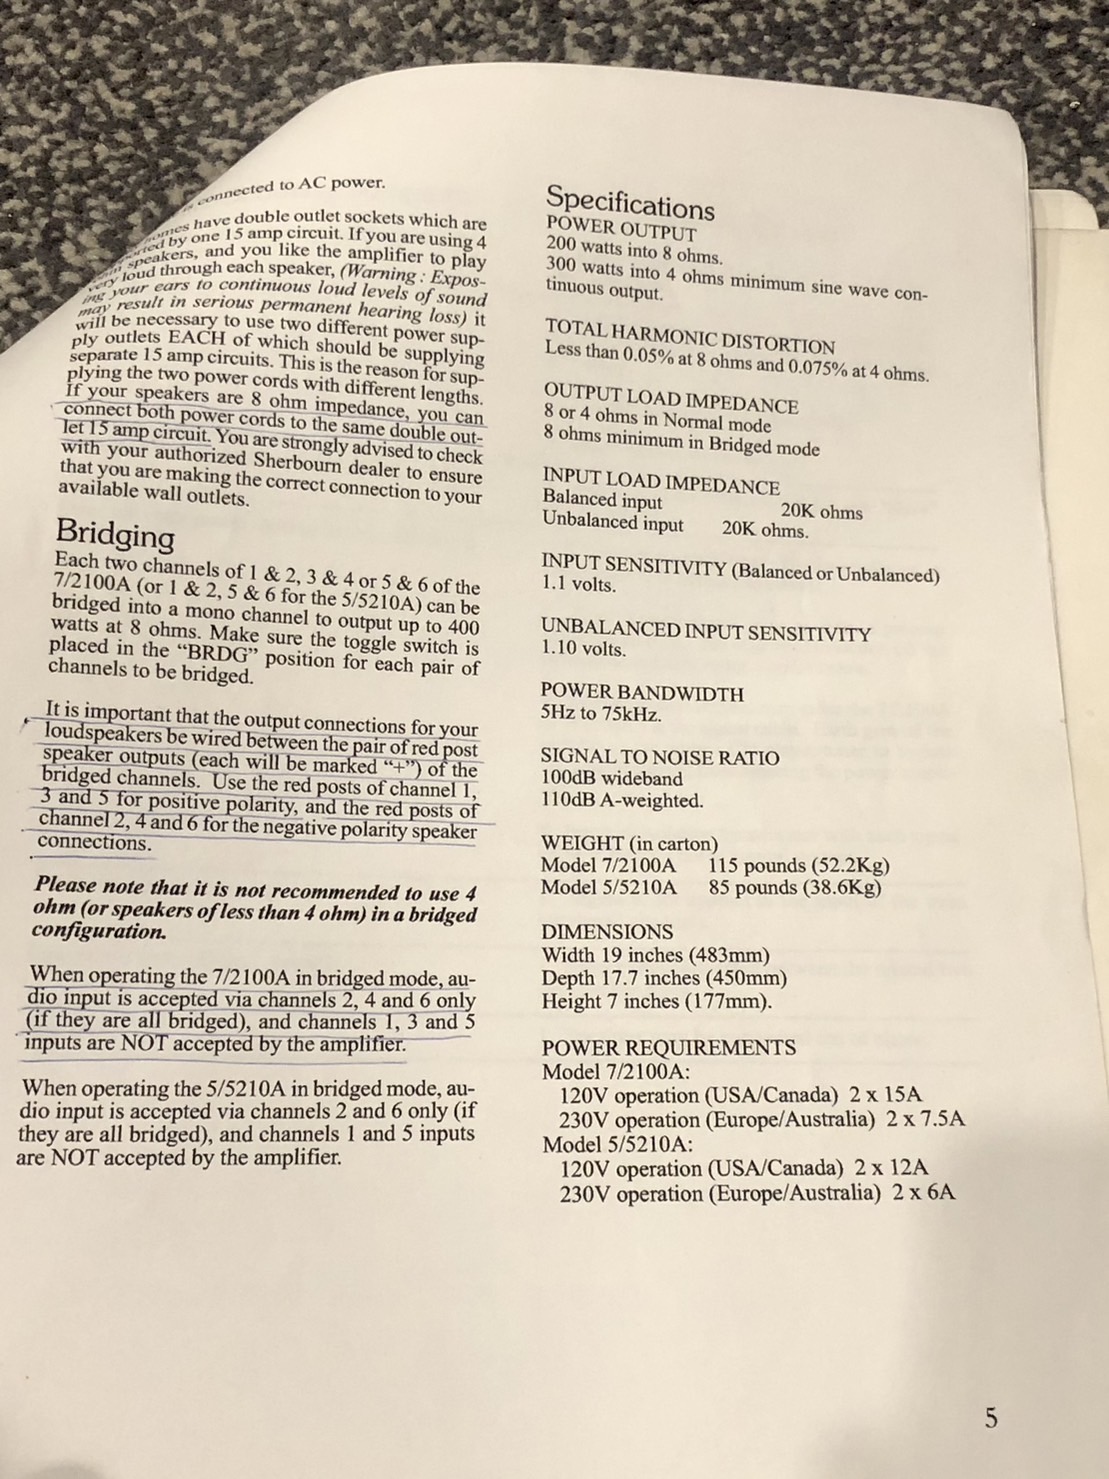 connected to AC power.
have double outlet sockets which are
by one 15 amp circuit. If you are using 4
speakers, and you like the amplifier to play
very loud through each speaker, (Warning : Expos-
ing your ears to continuous loud levels of sound
may result in serious permanent hearing loss) it
will be necessary to use two different power sup-
ply outlets EACH of which should be supplying
separate 15 amp circuits. This is the reason for sup-
plying the two power cords with different lengths.
If your speakers are 8 ohm impedance, you can
connect both power cords to the same double out-
let 15 amp circuit. You are strongly advised to check
with your authorized Sherbourn dealer to ensure
that you are making the correct connection to your
available wall outlets.
Bridging
Each two channels of 1 & 2, 3 & 4 or 5 & 6 of the
7/2100A (or 1 & 2, 5 & 6 for the 5/5210A) can be
bridged into a mono channel to output up to 400
watts at 8 ohms. Make sure the toggle switch is
placed in the “BRDG” position for each pair of
channels to be bridged.
It is important that the output connections for your
loudspeakers be wired between the pair of red post
speaker outputs (each will be marked “+”) of the
bridged channels. Use the red posts of channel 1,
3 and 5 for positive polarity, and the red posts of
channel 2, 4 and 6 for the negative polarity speaker
connections.
Please note that it is not recommended to use 4
ohm (or speakers of less than 4 ohm) in a bridged
configuration.
When operating the 7/2100A in bridged mode, au-
dio input is accepted via channels 2, 4 and 6 only
(if they are all bridged), and channels 1, 3 and 5
inputs are NOT accepted by the amplifier.
When operating the 5/5210A in bridged mode, au-
dio input is accepted via channels 2 and 6 only (if
they are all bridged), and channels 1 and 5 inputs
are NOT accepted by the amplifier.
Specifications
POWER OUTPUT
200 watts into 8 ohms.
300 watts into 4 ohms minimum sine wave con-
tinuous output.
TOTAL HARMONIC DISTORTION
Less than 0.05% at 8 ohms and 0.075% at 4 ohms.
OUTPUT LOAD IMPEDANCE
8 or 4 ohms in Normal mode
8 ohms minimum in Bridged mode
INPUT LOAD IMPEDANCE
Balanced input 20K ohms
Unbalanced input 20K ohms.
INPUT SENSITIVITY (Balanced or Unbalanced)
1.1 volts.
UNBALANCED INPUT SENSITIVITY
1.10 volts.
POWER BANDWIDTH
5Hz to 75kHz.
SIGNAL TO NOISE RATIO
100dB wideband
110dB A-weighted.
WEIGHT (in carton)
Model 7/2100A 115 pounds (52.2Kg)
Model 5/5210A 85 pounds (38.6Kg)
DIMENSIONS
Width 19 inches (483mm)
Depth 17.7 inches (450mm)
Height 7 inches (177mm).
POWER REQUIREMENTS
Model 7/2100A:
120V operation (USA/Canada) 2 x 15A
230V operation (Europe/Australia) 2 x 7.5A
Model 5/5210A:
120V operation (USA/Canada) 2 x 12A
230V operation (Europe/Australia) 2 x 6A
5